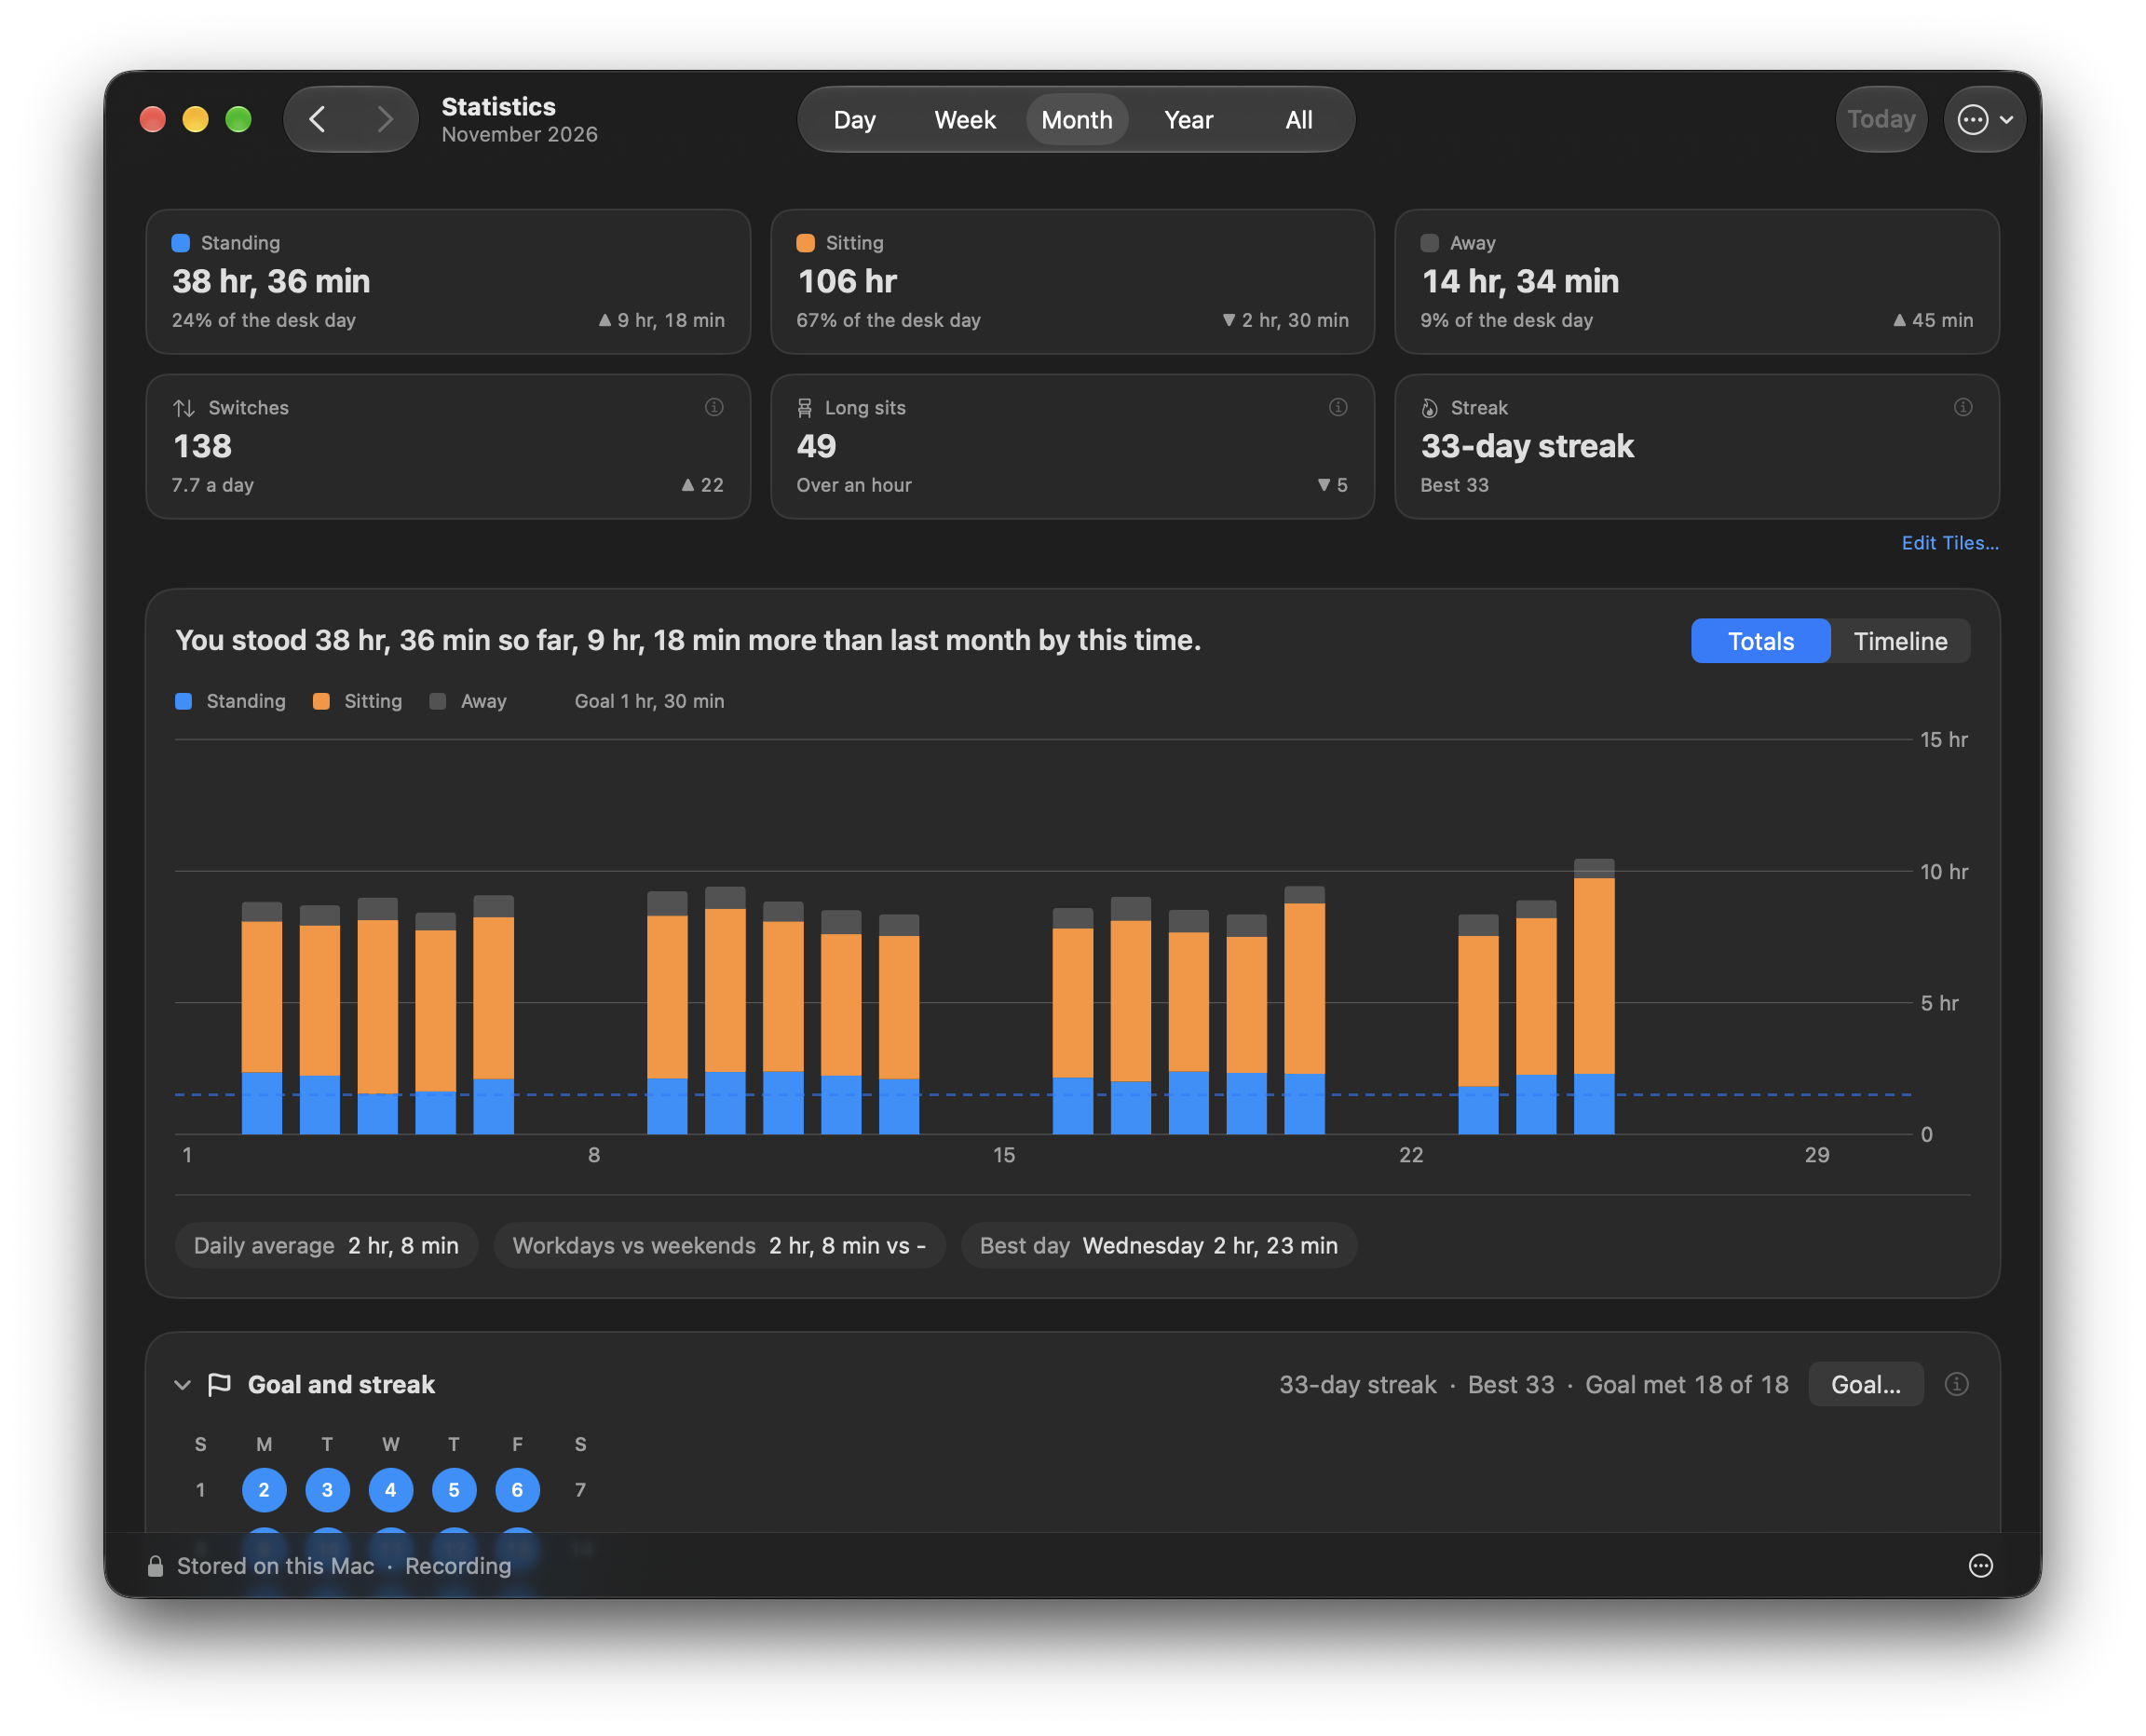 Statistics
November 2026
Day Week Month Year All
Today
Standing
38 hr, 36 min
24% of the desk day ▲ 9 hr, 18 min
Sitting
106 hr
67% of the desk day ▼ 2 hr, 30 min
Away
14 hr, 34 min
9% of the desk day ▲ 45 min
Switches
138
7.7 a day ▲ 22
Long sits
49
Over an hour ▼ 5
Streak
33-day streak
Best 33
Edit Tiles...
You stood 38 hr, 36 min so far, 9 hr, 18 min more than last month by this time.
Totals Timeline
Standing Sitting Away Goal 1 hr, 30 min
15 hr
10 hr
5 hr
0
1 8 15 22 29
Daily average 2 hr, 8 min
Workdays vs weekends 2 hr, 8 min vs -
Best day Wednesday 2 hr, 23 min
Goal and streak
33-day streak · Best 33 · Goal met 18 of 18
Goal...
S M T W T F S
1 2 3 4 5 6 7
Stored on this Mac · Recording